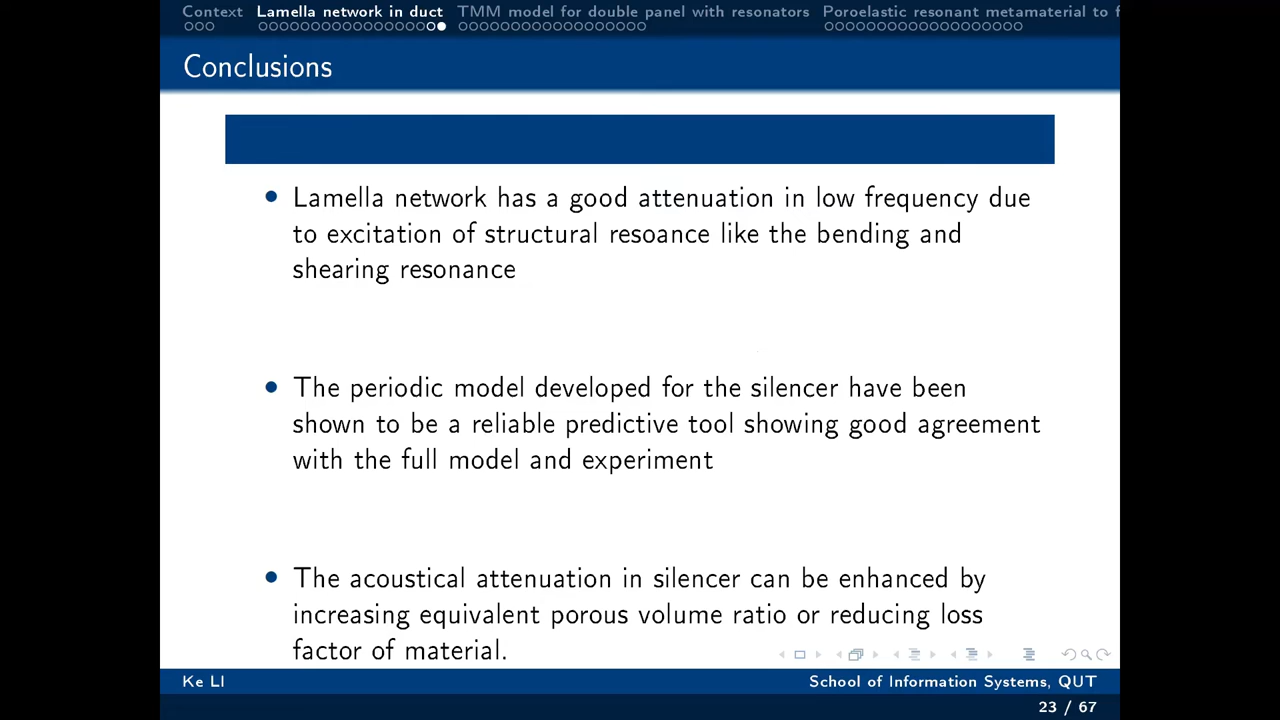 Context Lamella network in duct TMM model for double panel with resonators Poroelastic resonant metamaterial to f
Conclusions
• Lamella network has a good attenuation in low frequency due
to excitation of structural resoance like the bending and
shearing resonance
• The periodic model developed for the silencer have been
shown to be a reliable predictive tool showing good agreement
with the full model and experiment
• The acoustical attenuation in silencer can be enhanced by
increasing equivalent porous volume ratio or reducing loss
factor of material.
Ke LI School of Information Systems, QUT
23 / 67